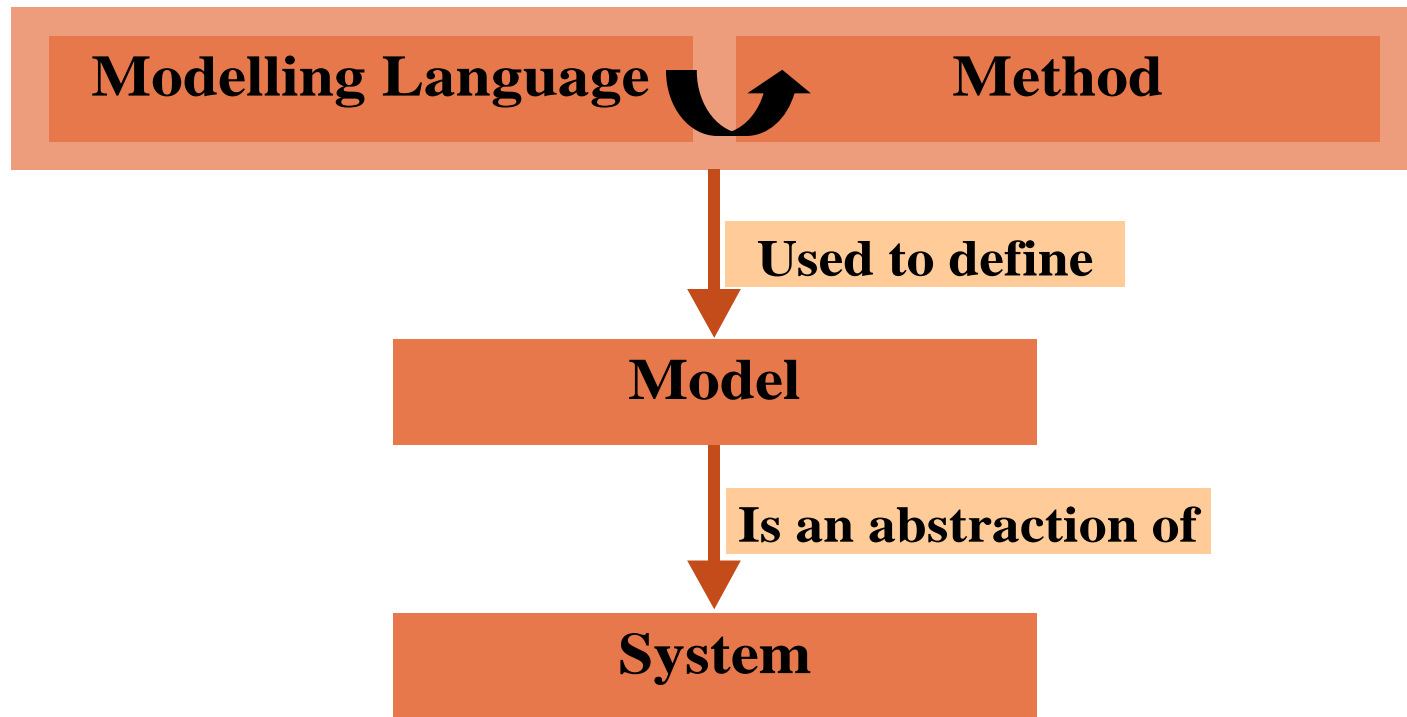 Modelling Language
Method
Used to define
Model
Is an abstraction of
System